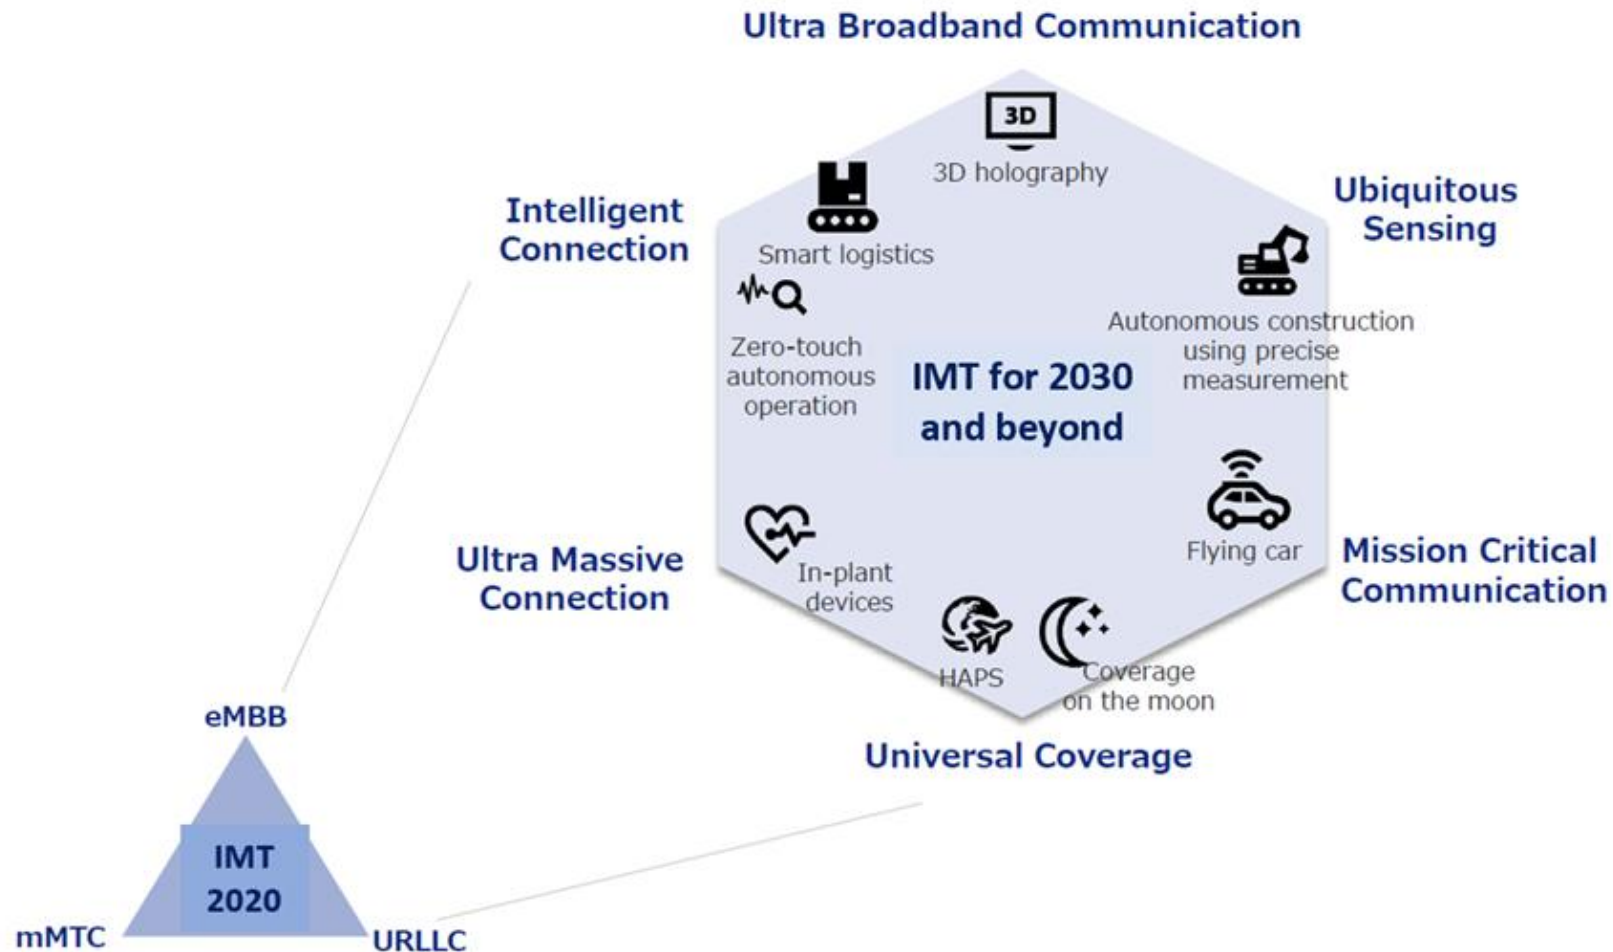 Ultra Broadband Communication
3D
3D holography
Intelligent
Connection
Smart logistics
Ubiquitous
Sensing
Zero-touch
autonomous
operation
Autonomous construction
using precise
measurement
IMT for 2030
and beyond
Ultra Massive
Connection
In-plant
devices
Flying car
Mission Critical
Communication
HAPS
Coverage
on the moon
Universal Coverage
eMBB
IMT
2020
mMTC
URLLC